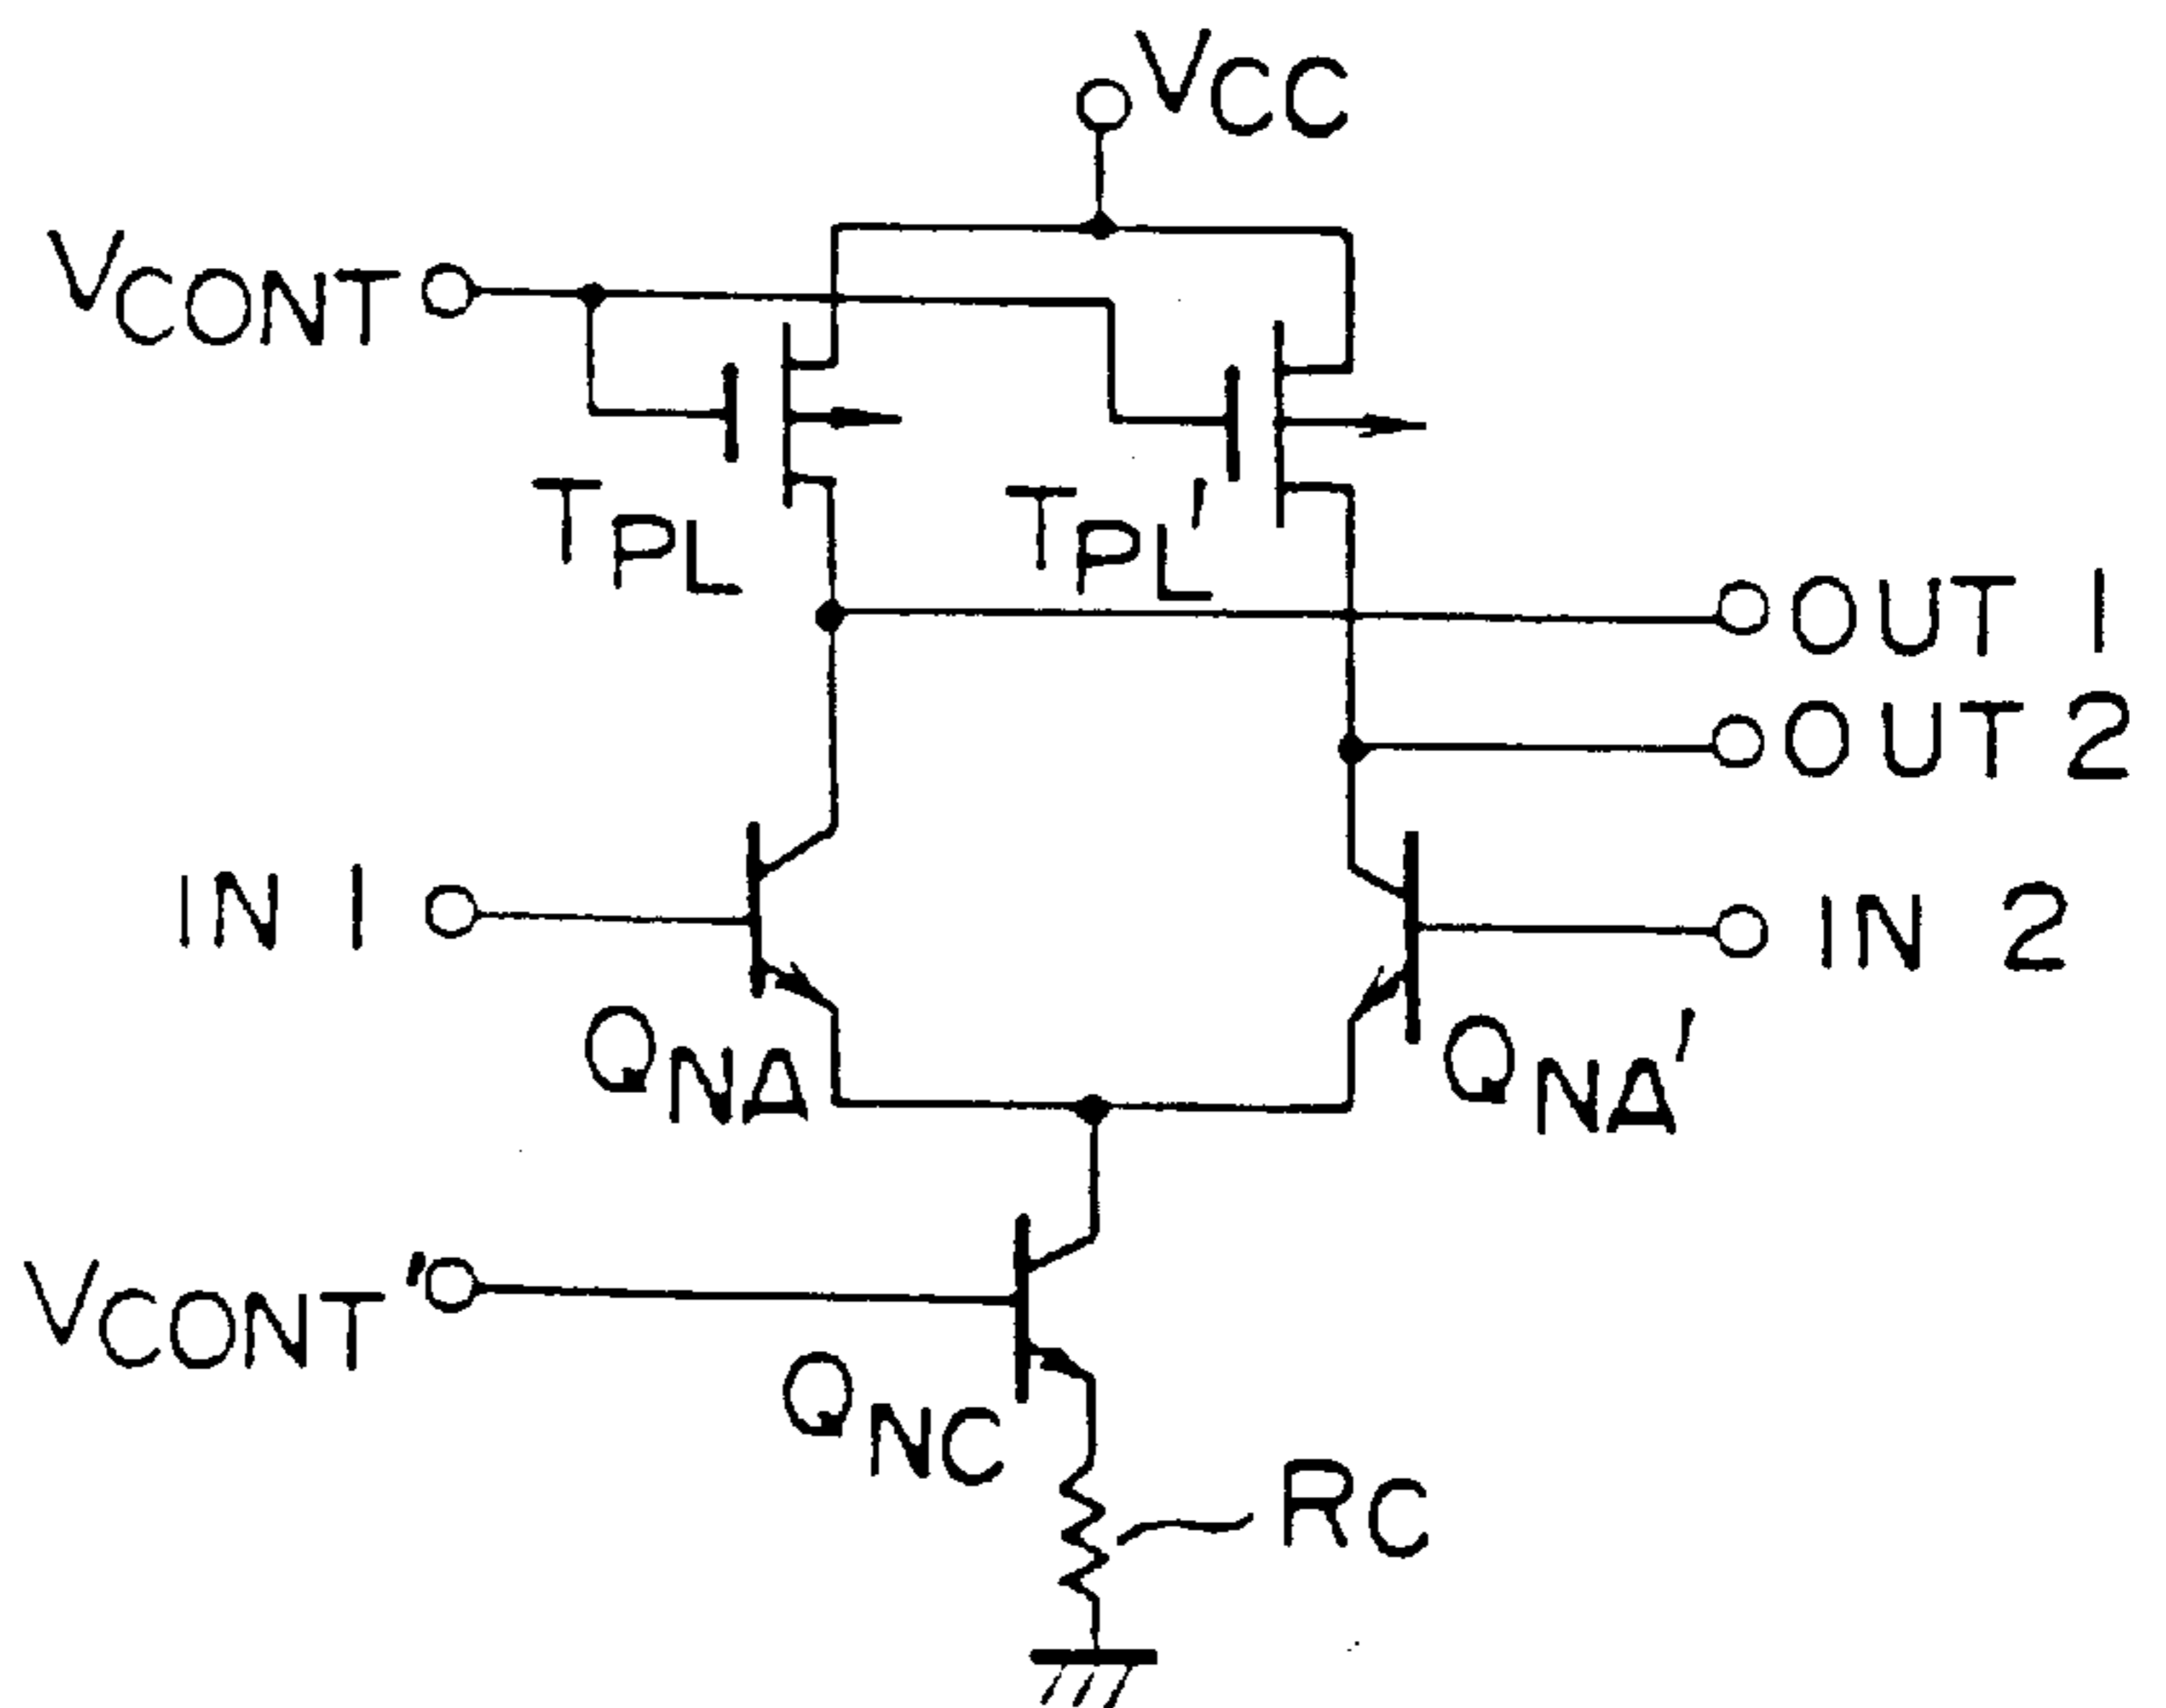 VCC
VCONT
TPL
TPL'
OUT 1
OUT 2
IN 1
IN 2
QNA
QNA'
VCONT'
QNC
RC